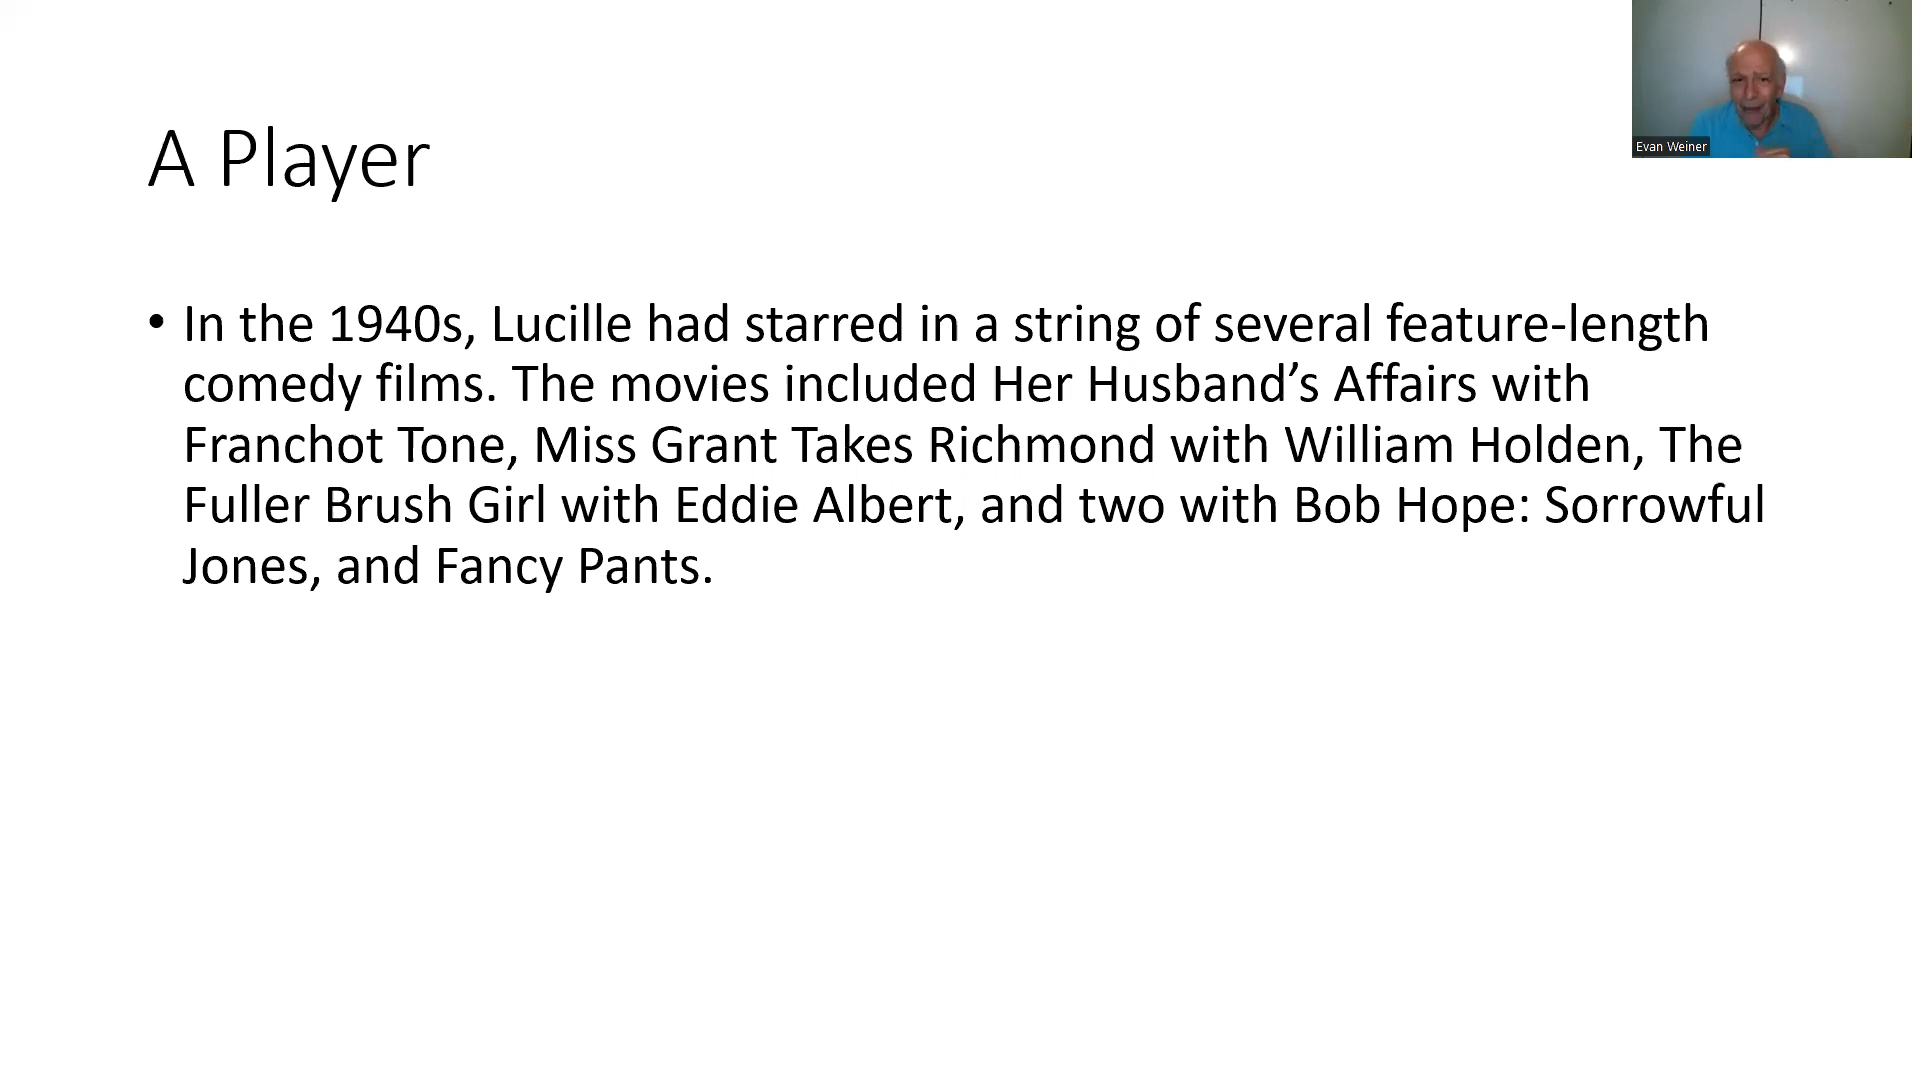 A Player
Evan Weiner
• In the 1940s, Lucille had starred in a string of several feature-length
comedy films. The movies included Her Husband’s Affairs with
Franchot Tone, Miss Grant Takes Richmond with William Holden, The
Fuller Brush Girl with Eddie Albert, and two with Bob Hope: Sorrowful
Jones, and Fancy Pants.